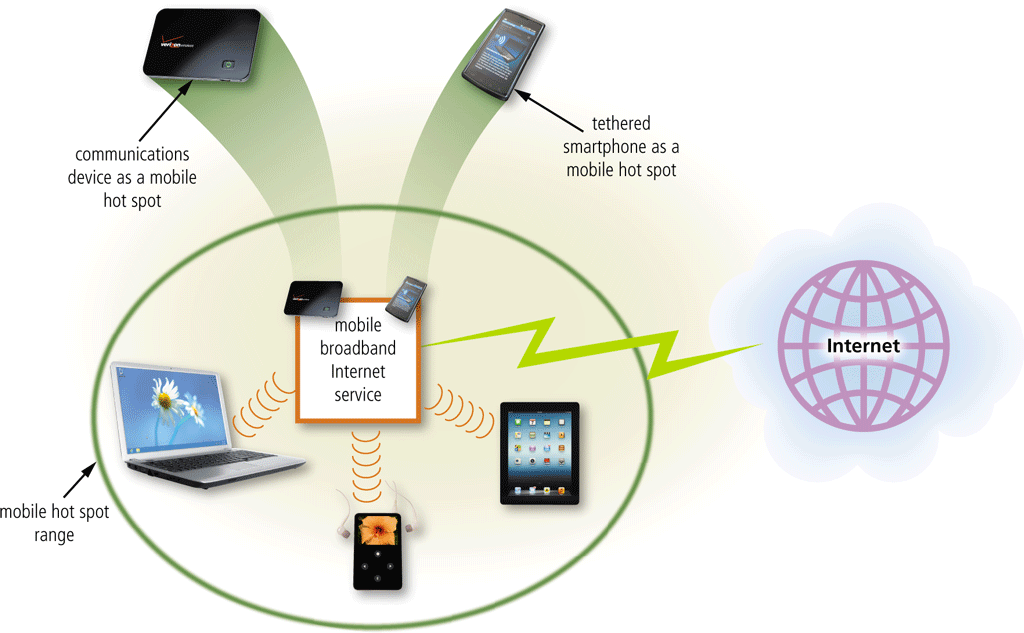 verizon
communications
device as a mobile
hot spot
tethered
smartphone as a
mobile hot spot
mobile
broadband
Internet
service
Internet
mobile hot spot
range